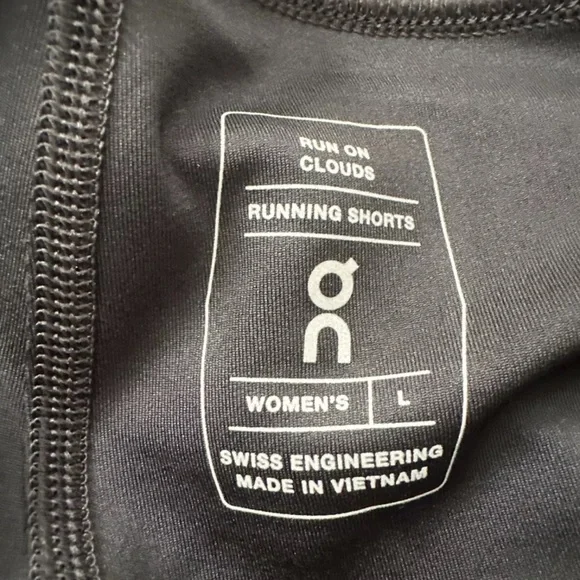 RUN ON
CLOUDS
RUNNING SHORTS
WOMEN'S L
SWISS ENGINEERING
MADE IN VIETNAM